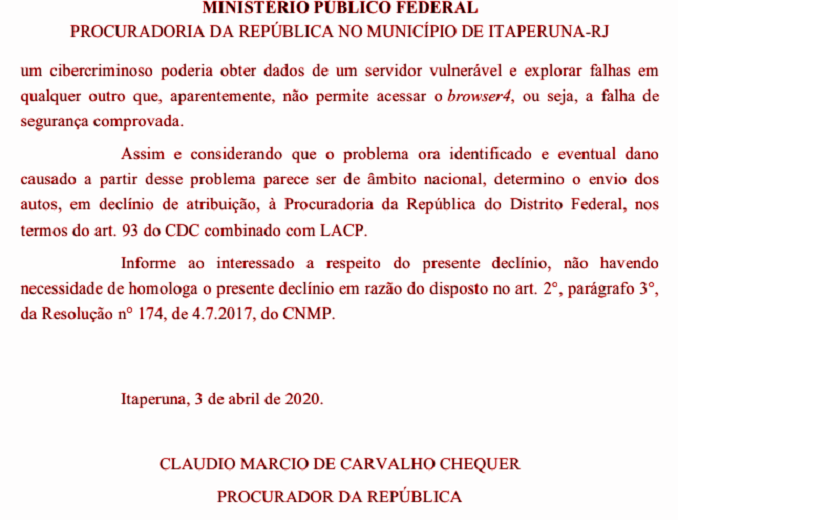 MINISTÉRIO PÚBLICO FEDERAL
PROCURADORIA DA REPÚBLICA NO MUNICÍPIO DE ITAPERUNA-RJ
um cibercriminoso poderia obter dados de um servidor vulnerável e explorar falhas em
qualquer outro que, aparentemente, não permite acessar o browser4, ou seja, a falha de
segurança comprovada.
Assim e considerando que o problema ora identificado e eventual dano
causado a partir desse problema parece ser de âmbito nacional, determino o envio dos
autos, em declínio de atribuição, à Procuradoria da República do Distrito Federal, nos
termos do art. 93 do CDC combinado com LACP.
Informe ao interessado a respeito do presente declínio, não havendo
necessidade de homologa o presente declínio em razão do disposto no art. 2°, parágrafo 3°,
da Resolução n° 174, de 4.7.2017, do CNMP.
Itaperuna, 3 de abril de 2020.
CLAUDIO MARCIO DE CARVALHO CHEQUER
PROCURADOR DA REPÚBLICA